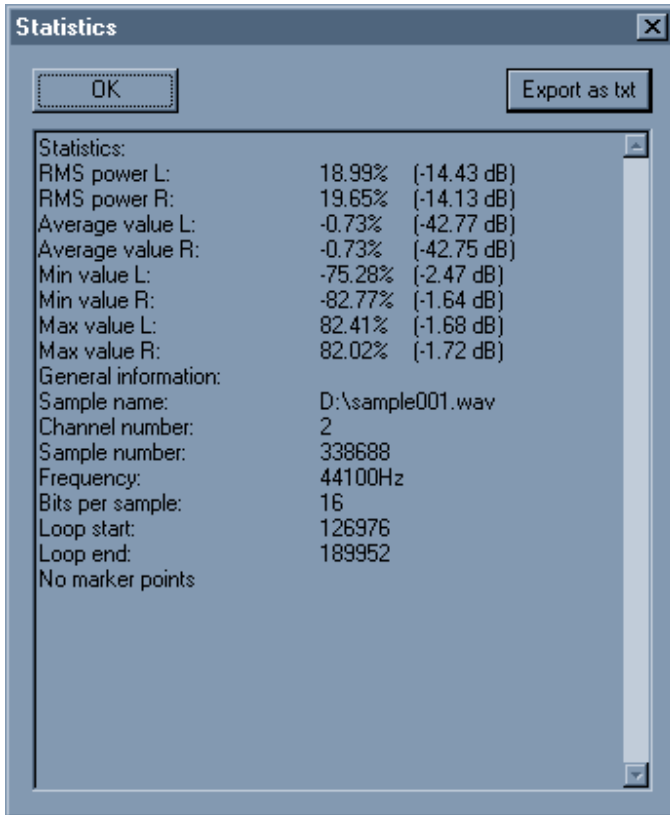 Statistics
OK
Export as txt
Statistics:
RMS power L: 18.99% (-14.43 dB)
RMS power R: 19.65% (-14.13 dB)
Average value L: -0.73% (-42.77 dB)
Average value R: -0.73% (-42.75 dB)
Min value L: -75.28% (-2.47 dB)
Min value R: -82.77% (-1.64 dB)
Max value L: 82.41% (-1.68 dB)
Max value R: 82.02% (-1.72 dB)
General information:
Sample name: D:\sample001.wav
Channel number: 2
Sample number: 338688
Frequency: 44100Hz
Bits per sample: 16
Loop start: 126976
Loop end: 189952
No marker points